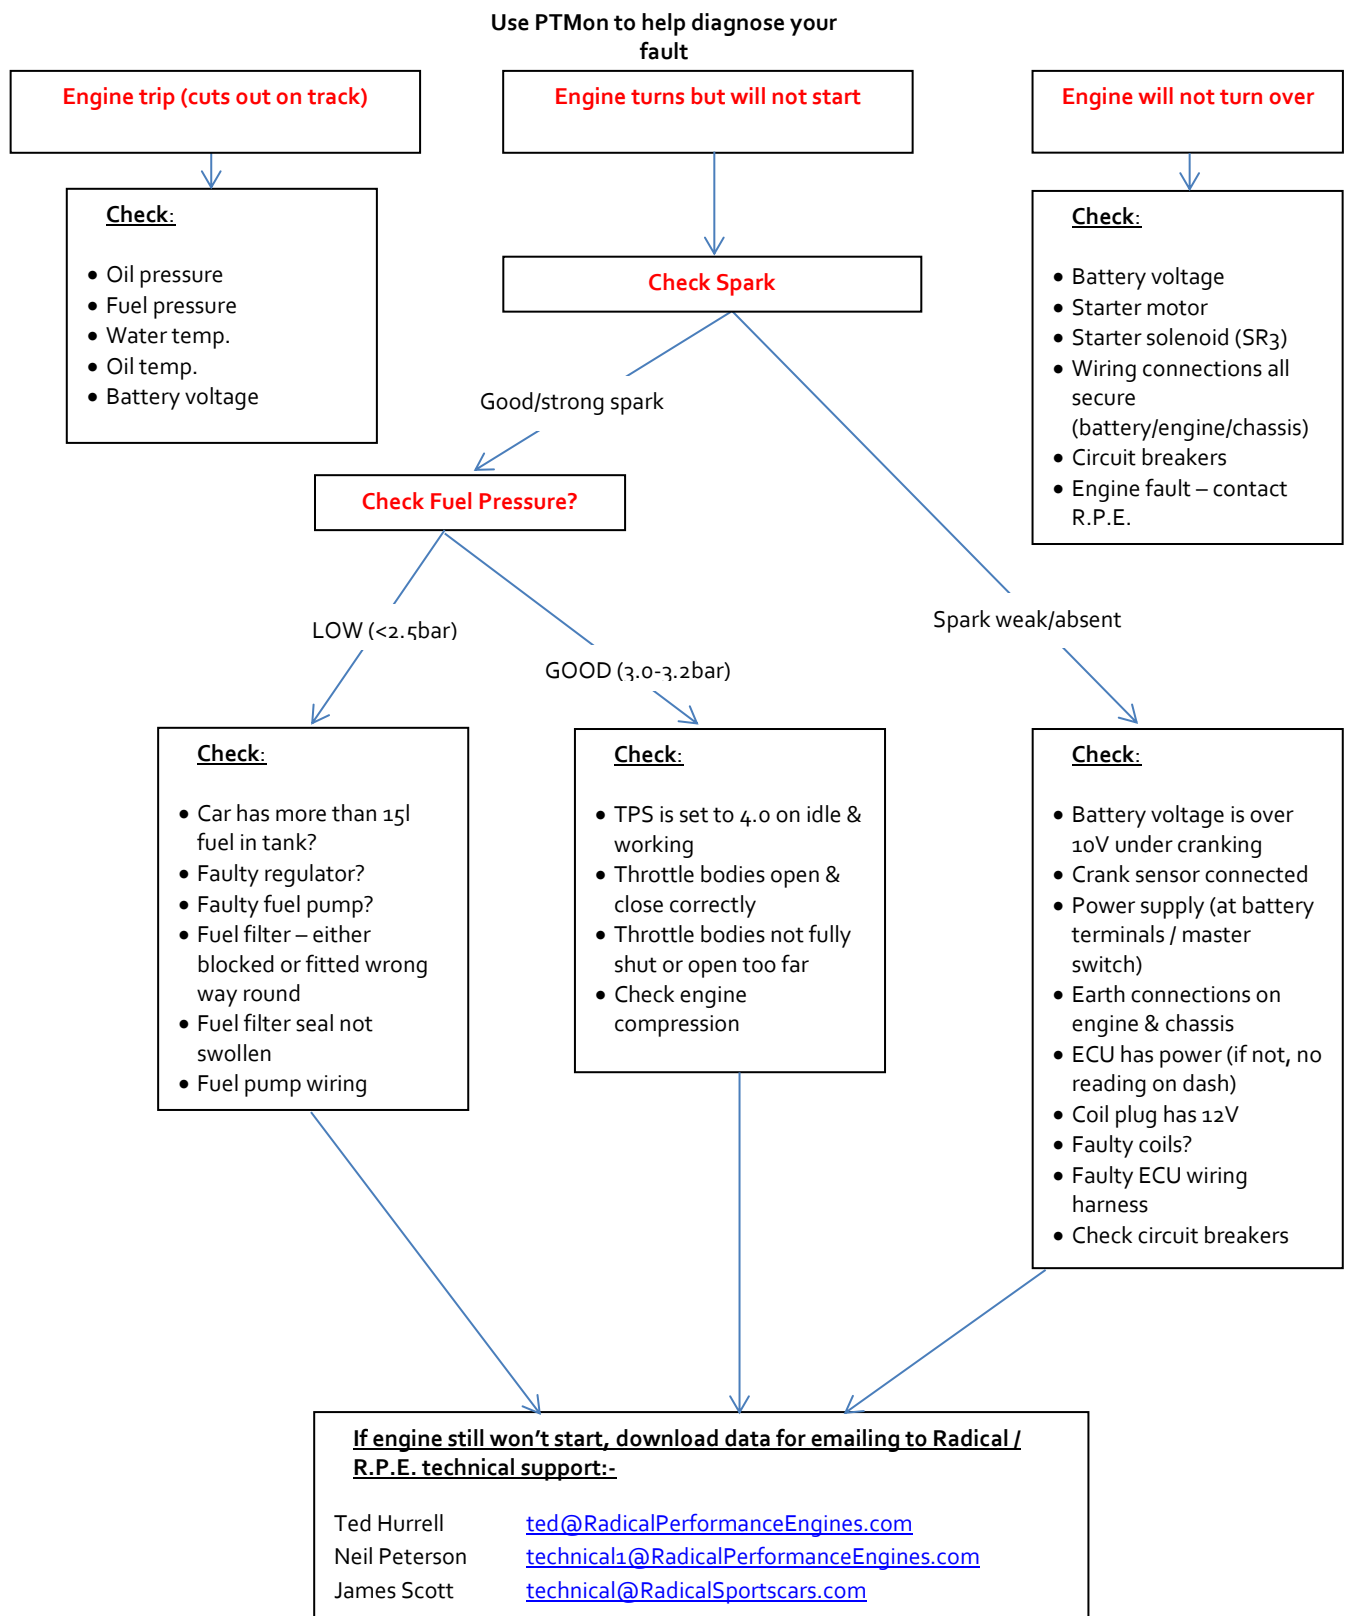 Use PTMon to help diagnose your
fault
Engine trip (cuts out on track)
Engine turns but will not start
Engine will not turn over
Check:
• Oil pressure
• Fuel pressure
• Water temp.
• Oil temp.
• Battery voltage
Check Spark
Check:
• Battery voltage
• Starter motor
• Starter solenoid (SR3)
• Wiring connections all
secure
(battery/engine/chassis)
• Circuit breakers
• Engine fault – contact
R.P.E.
Good/strong spark
Check Fuel Pressure?
Spark weak/absent
LOW (<2.5bar)
GOOD (3.0-3.2bar)
Check:
• Car has more than 15l
fuel in tank?
• Faulty regulator?
• Faulty fuel pump?
• Fuel filter – either
blocked or fitted wrong
way round
• Fuel filter seal not
swollen
• Fuel pump wiring
Check:
• TPS is set to 4.0 on idle &
working
• Throttle bodies open &
close correctly
• Throttle bodies not fully
shut or open too far
• Check engine
compression
Check:
• Battery voltage is over
10V under cranking
• Crank sensor connected
• Power supply (at battery
terminals / master
switch)
• Earth connections on
engine & chassis
• ECU has power (if not, no
reading on dash)
• Coil plug has 12V
• Faulty coils?
• Faulty ECU wiring
harness
• Check circuit breakers
If engine still won't start, download data for emailing to Radical /
R.P.E. technical support:-
Ted Hurrell ted@RadicalPerformanceEngines.com
Neil Peterson technical1@RadicalPerformanceEngines.com
James Scott technical@RadicalSportscars.com